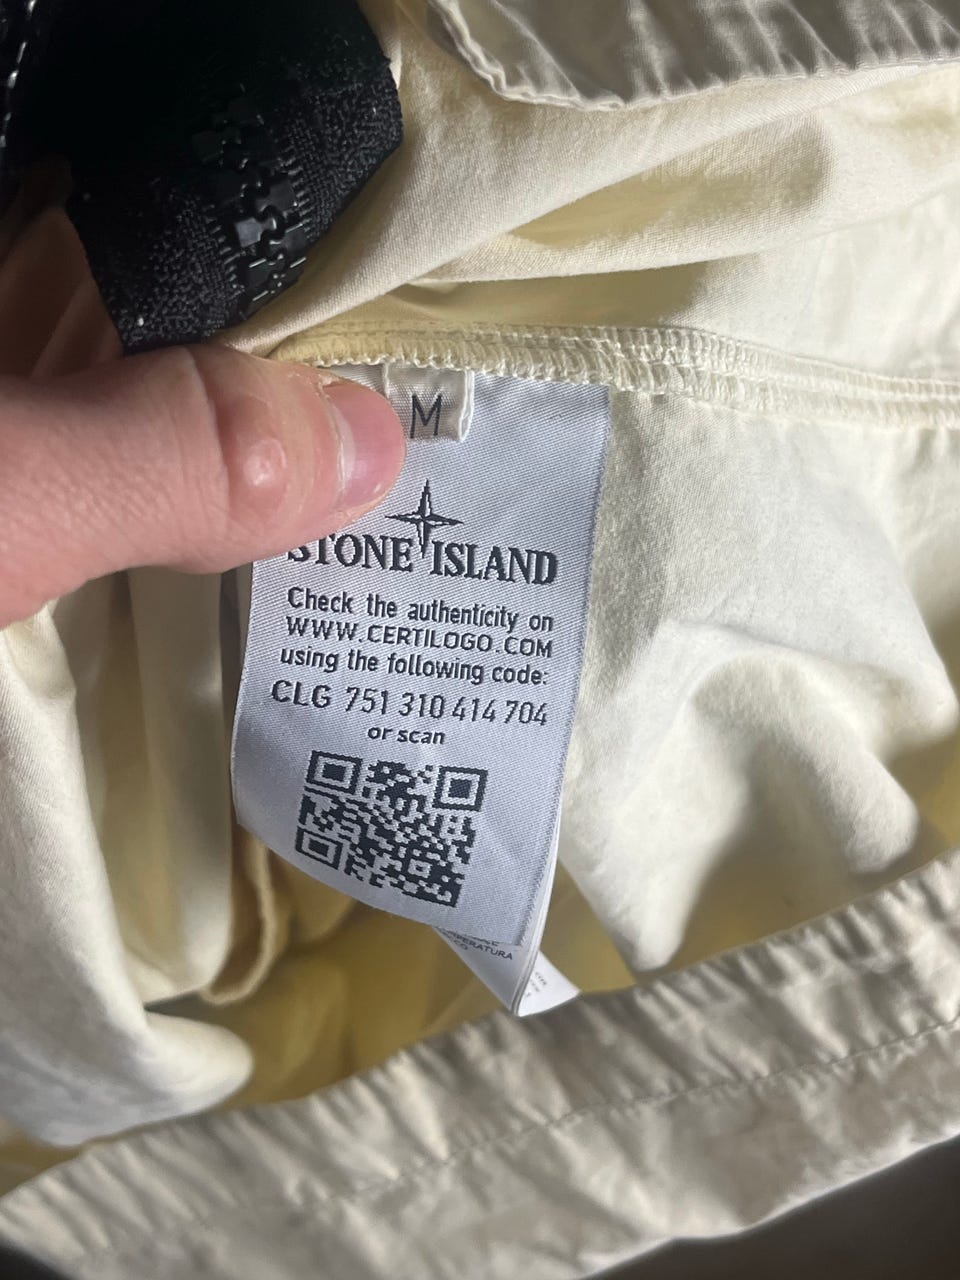 M
STONE ISLAND
Check the authenticity on
WWW.CERTILOGO.COM
using the following code:
CLG 751 310 414 704
or scan